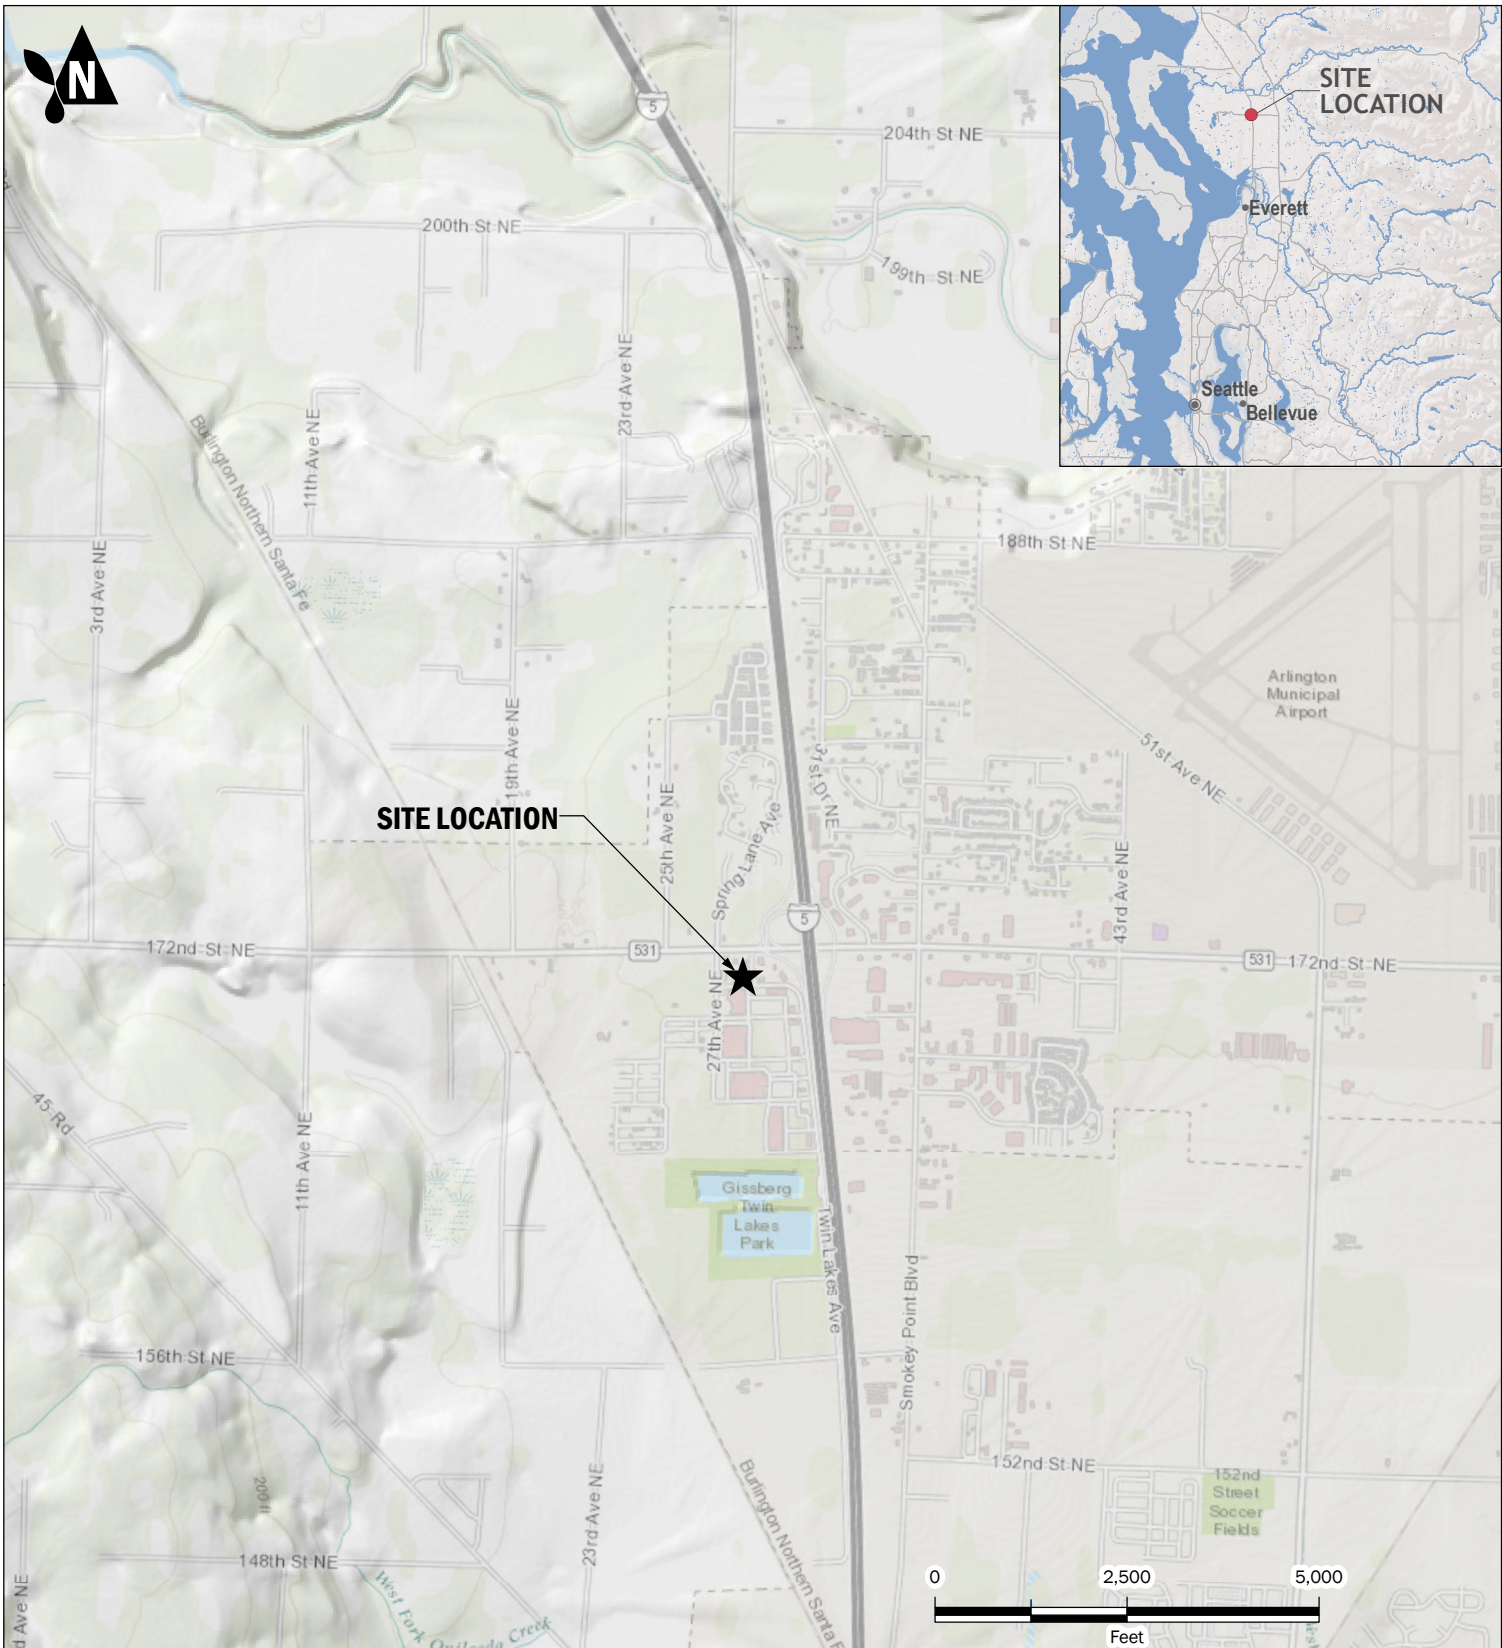 N
SITE
LOCATION
Everett
Seattle
Bellevue
5
204th St NE
200th St NE
199th St NE
23rd Ave NE
Burlington Northern Santa Fe
11th Ave NE
3rd Ave NE
188th St NE
Arlington
Municipal
Airport
51st Ave NE
19th Ave NE
31st Dr NE
SITE LOCATION
25th Ave NE
Spring Lane Ave
43rd Ave NE
5
172nd St NE
531
531
172nd St NE
27th Ave NE
45 Rd
11th Ave NE
Gissberg
Twin
Lakes
Park
Twin Lakes Ave
Smokey Point Blvd
156th St NE
152nd St NE
152nd
Street
Soccer
Fields
200 ft
23rd Ave NE
Burlington Northern Santa F
148th St NE
West Fork Quilceda Creek
d Ave NE
0 2,500 5,000
Feet